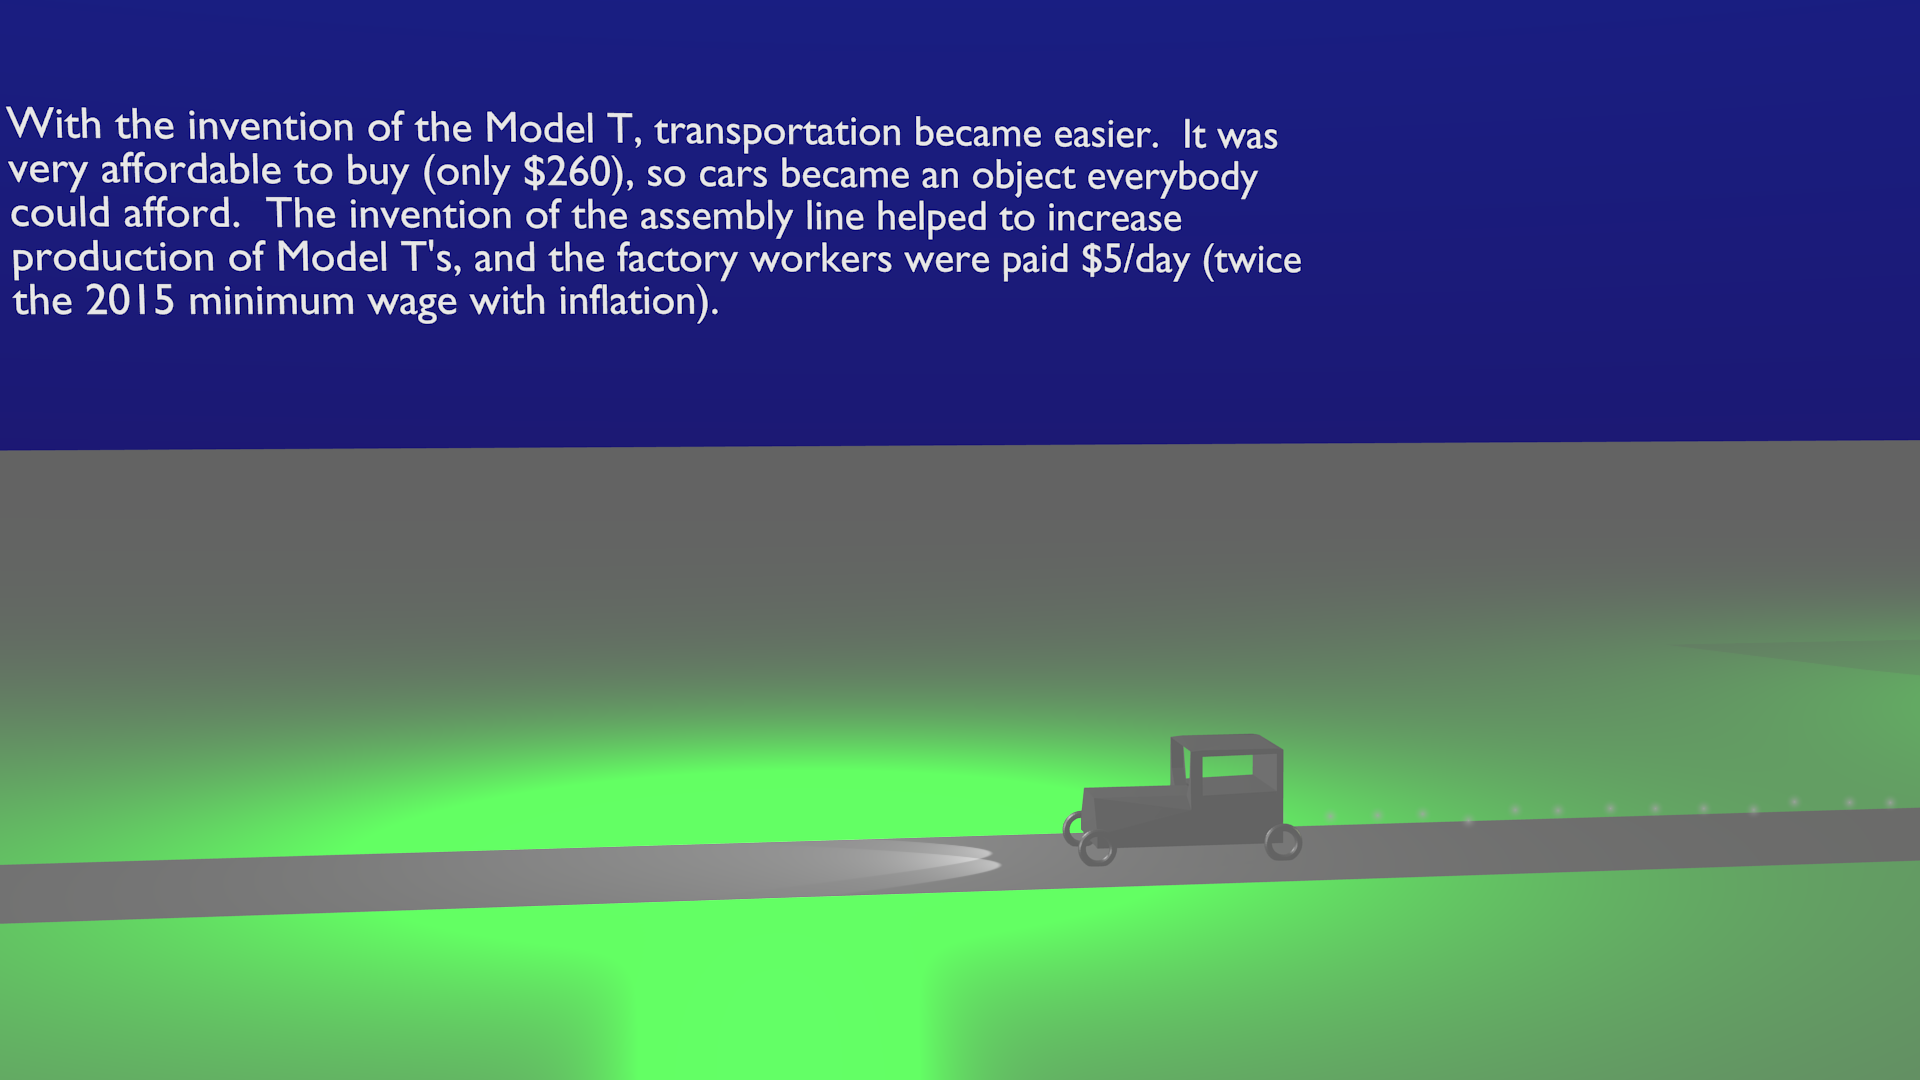 With the invention of the Model T, transportation became easier.  It was
very affordable to buy (only $260), so cars became an object everybody
could afford.  The invention of the assembly line helped to increase
production of Model T's, and the factory workers were paid $5/day (twice
the 2015 minimum wage with inflation).